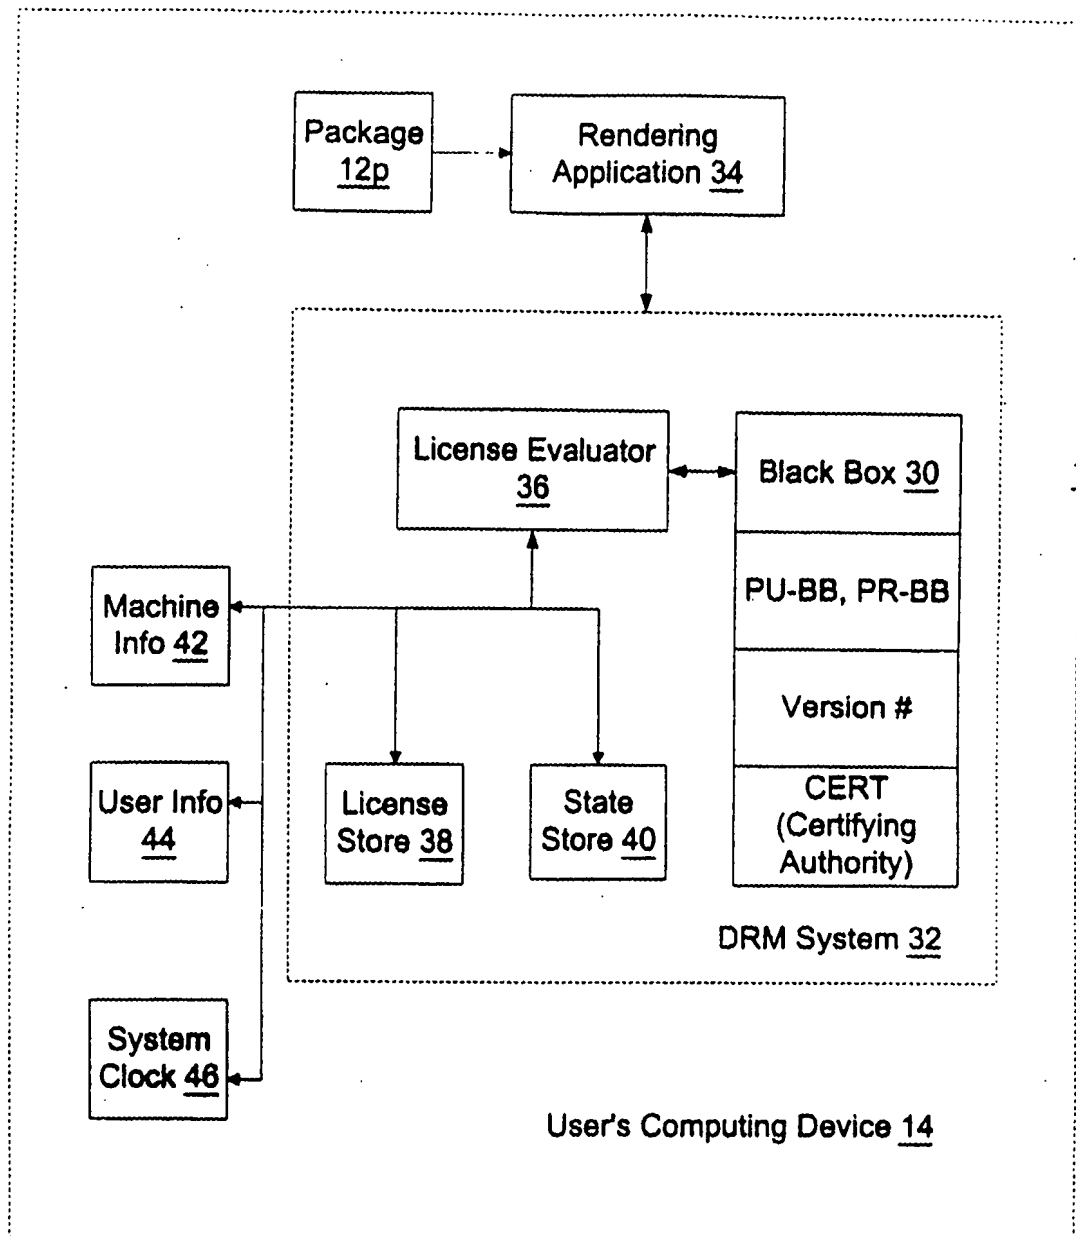 Package
12p
Rendering
Application 34
License Evaluator
36
Black Box 30
PU-BB, PR-BB
Version #
CERT
(Certifying
Authority)
Machine
Info 42
User Info
44
License
Store 38
State
Store 40
DRM System 32
System
Clock 46
User's Computing Device 14